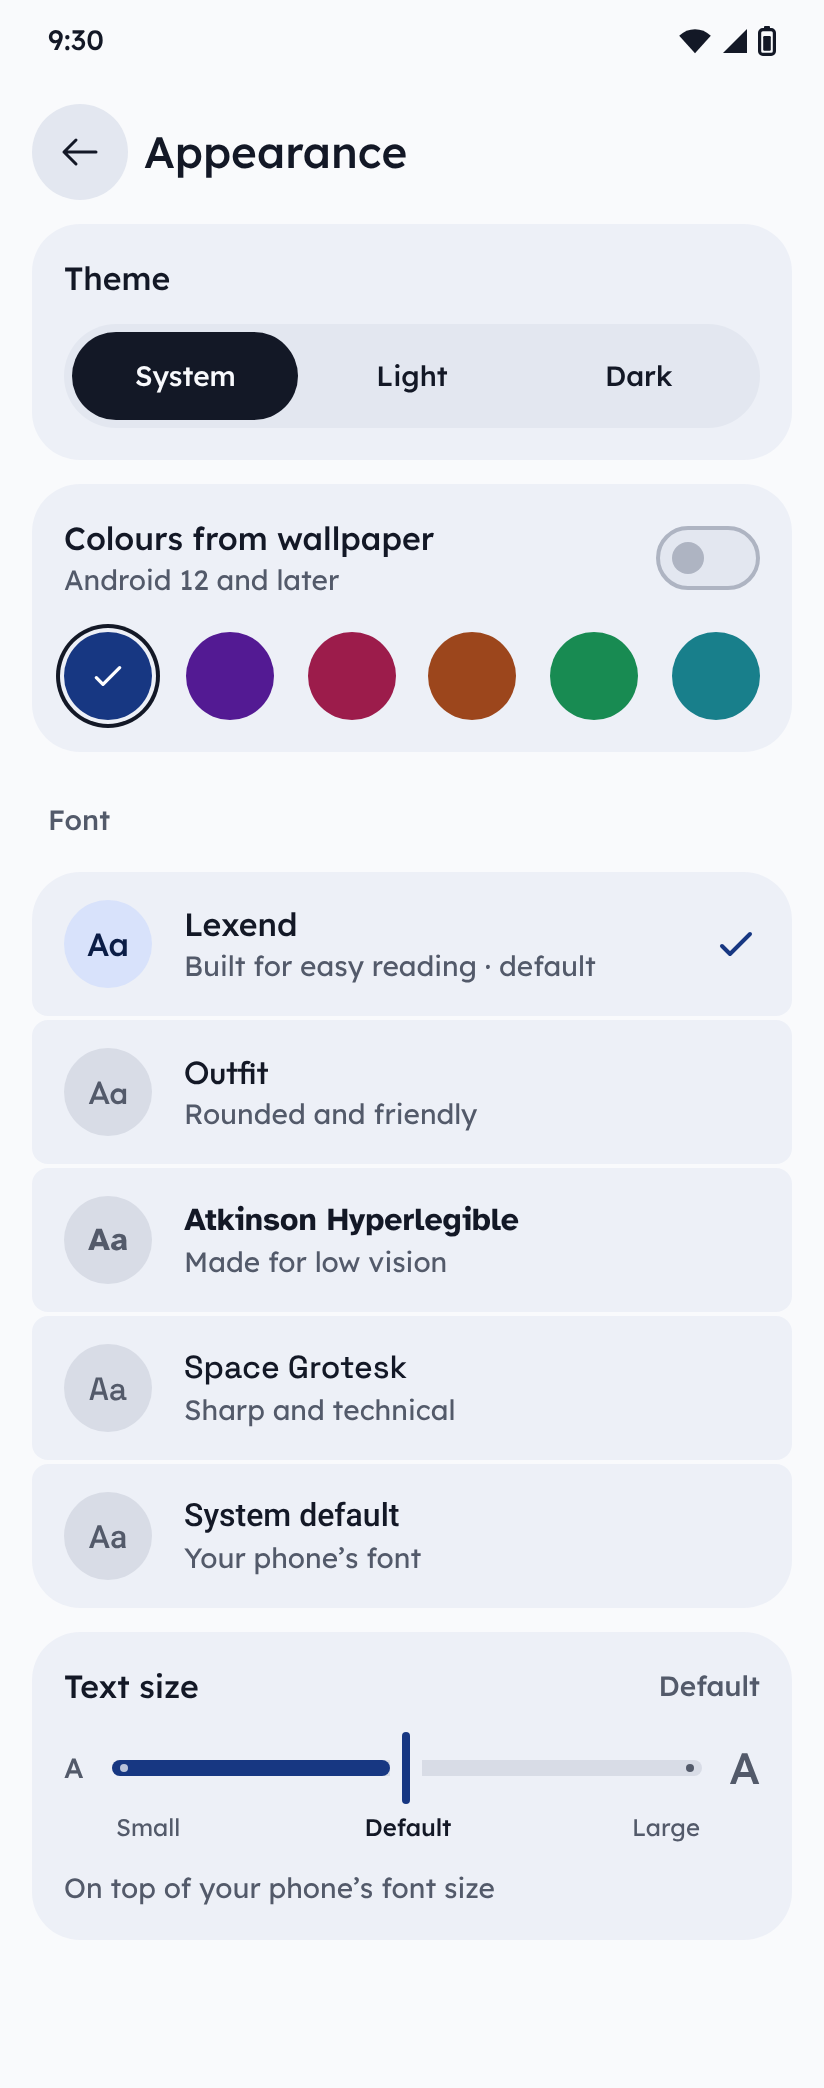 9:30
Appearance
Theme
System Light Dark
Colours from wallpaper
Android 12 and later
Font
Aa Lexend
Built for easy reading · default
Aa Outfit
Rounded and friendly
Aa Atkinson Hyperlegible
Made for low vision
Aa Space Grotesk
Sharp and technical
Aa System default
Your phone’s font
Text size Default
A A
Small Default Large
On top of your phone’s font size